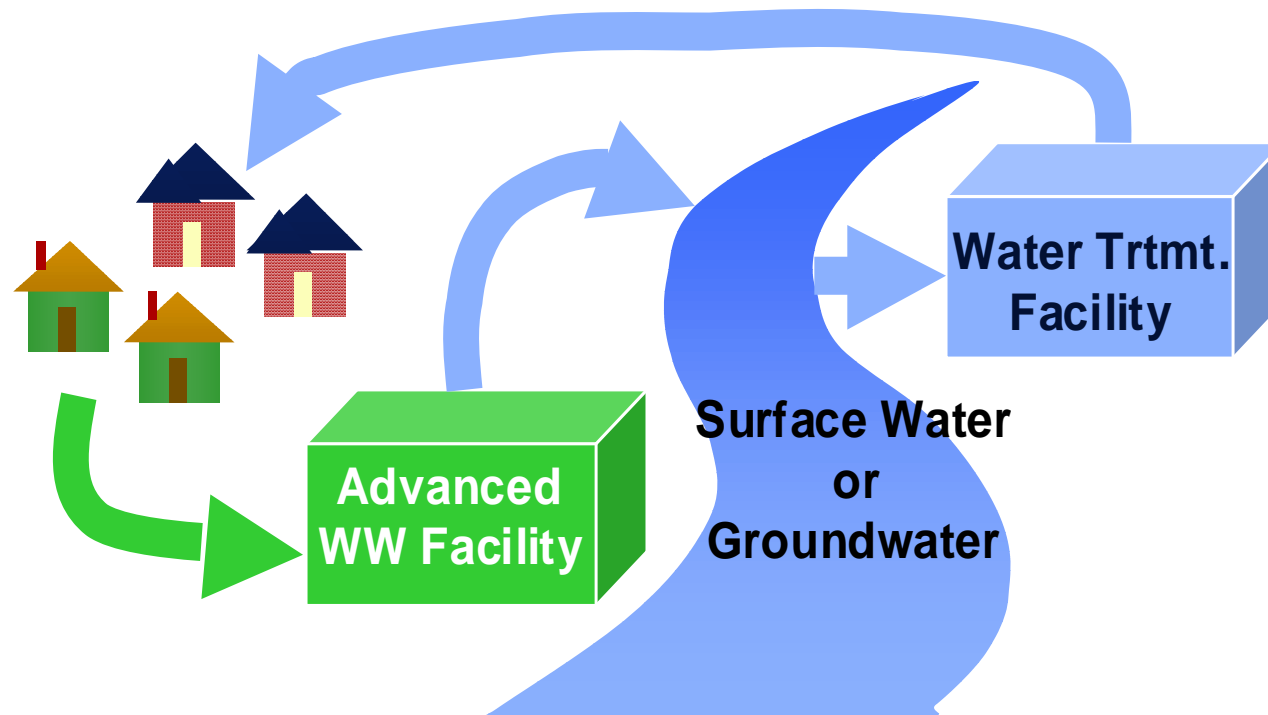 Water Trtmt.
Facility
Surface Water
or
Groundwater
Advanced
WW Facility